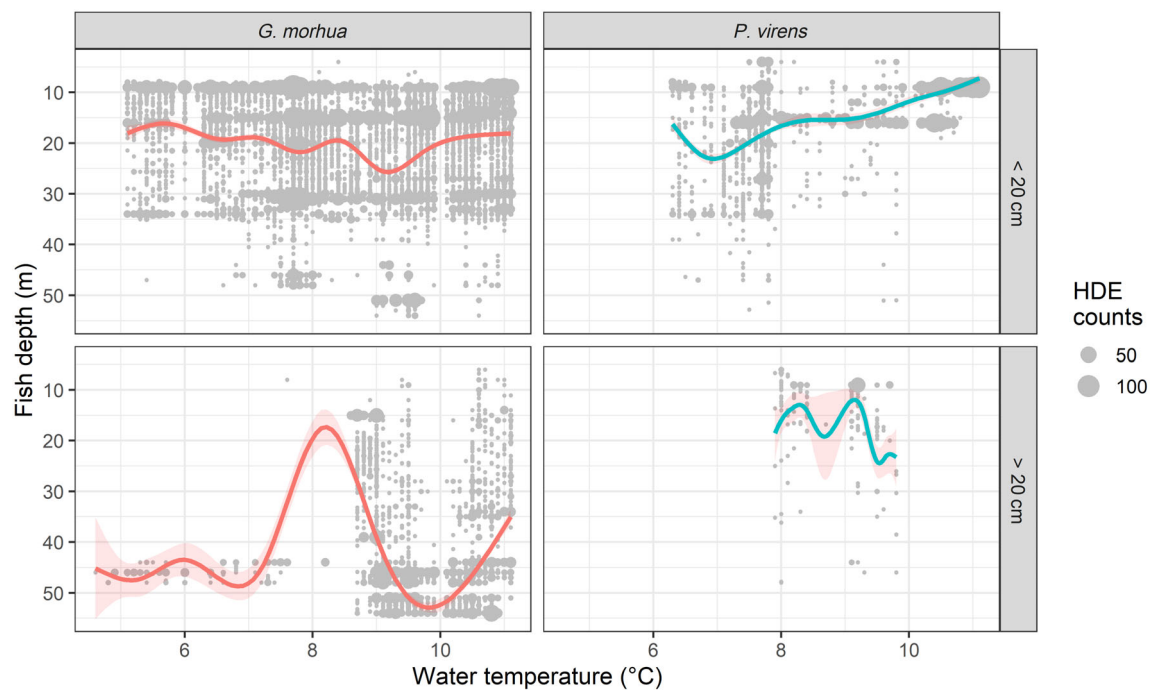 G. morhua
P. virens
10
20
30
40
50
10
20
30
40
50
Fish depth (m)
< 20 cm
> 20 cm
6
8
10
6
8
10
Water temperature (°C)
HDE
counts
50
100